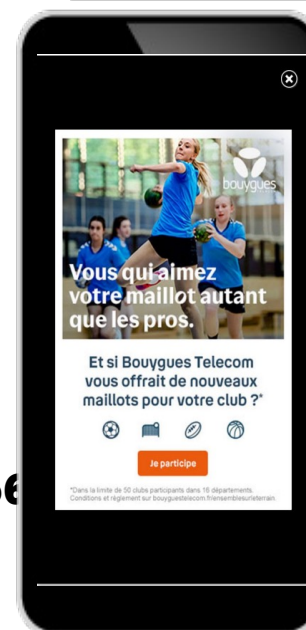 bouygues
Vous qui aimez
votre maillot autant
que les pros.
Et si Bouygues Telecom
vous offrait de nouveaux
maillots pour votre club ?*
Je participe
*Dans la limite de 50 clubs participants dans 16 départements.
Conditions et règlement sur bouyguestelecom.fr/ensemblesurleterrain